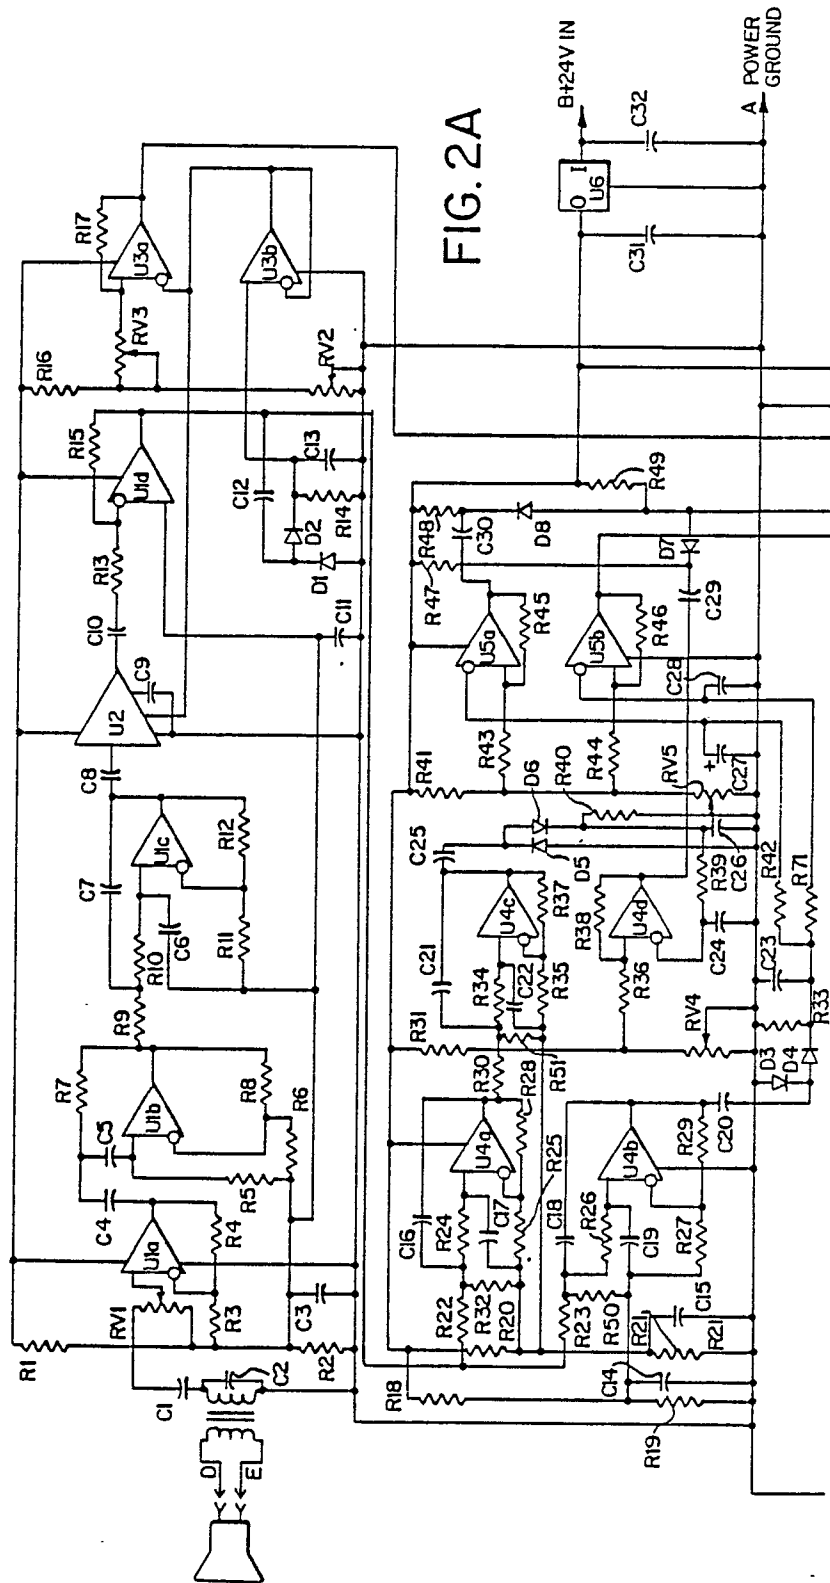 FIG. 2A
R1
C1
C2
D
E
RV1
U1a
R3
R4
R2
C3
C4
C5
R7
U1b
R5
R8
R6
R9
R10
C7
C6
U1c
R11
R12
C8
U2
C9
C10
R13
R15
U1d
C11
C12
D1
D2
R14
C13
R16
RV3
RV2
R17
U3a
U3b
R18
R19
C14
R22
R32
R20
R23
R50
R21
R21
C15
C16
R24
C17
U4a
R25
R28
C18
R26
C19
U4b
R27
R29
C20
R30
R51
R31
D3
D4
RV4
R33
C21
R34
C22
U4c
R35
R37
R36
R38
U4d
C23
C24
R39
C25
D5
D6
R40
C26
R42
R71
R41
RV5
C27
+
R43
R44
C28
U5a
U5b
R45
R46
C29
R47
R48
C30
D7
D8
R49
C31
O
I
U6
C32
B+24V IN
A POWER
GROUND